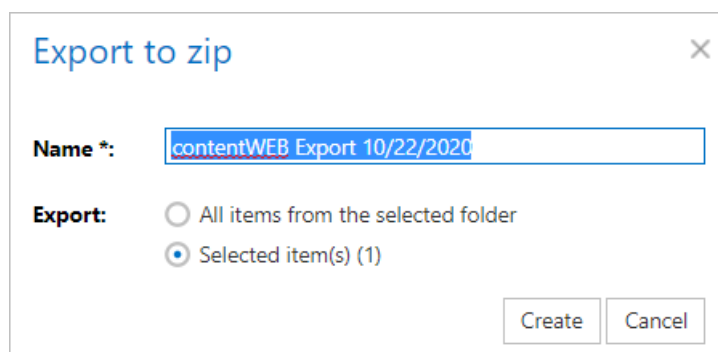 Export to zip
Name *: contentWEB Export 10/22/2020
Export: All items from the selected folder
Selected item(s) (1)
Create Cancel